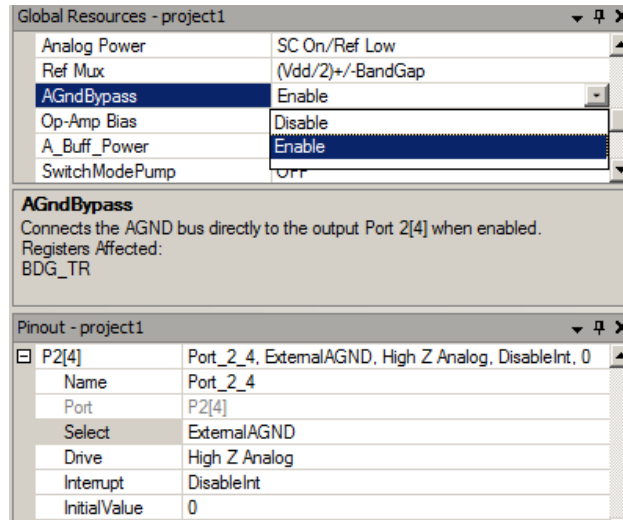 Global Resources - project1
Analog Power SC On/Ref Low
Ref Mux (Vdd/2)+/-BandGap
AGndBypass Enable
Op-Amp Bias Disable
A_Buff_Power Enable
SwitchModePump OFF
AGndBypass
Connects the AGND bus directly to the output Port 2[4] when enabled.
Registers Affected:
BDG_TR
Pinout - project1
P2[4] Port_2_4, ExternalAGND, High Z Analog, DisableInt, 0
Name Port_2_4
Port P2[4]
Select ExternalAGND
Drive High Z Analog
Interrupt DisableInt
InitialValue 0